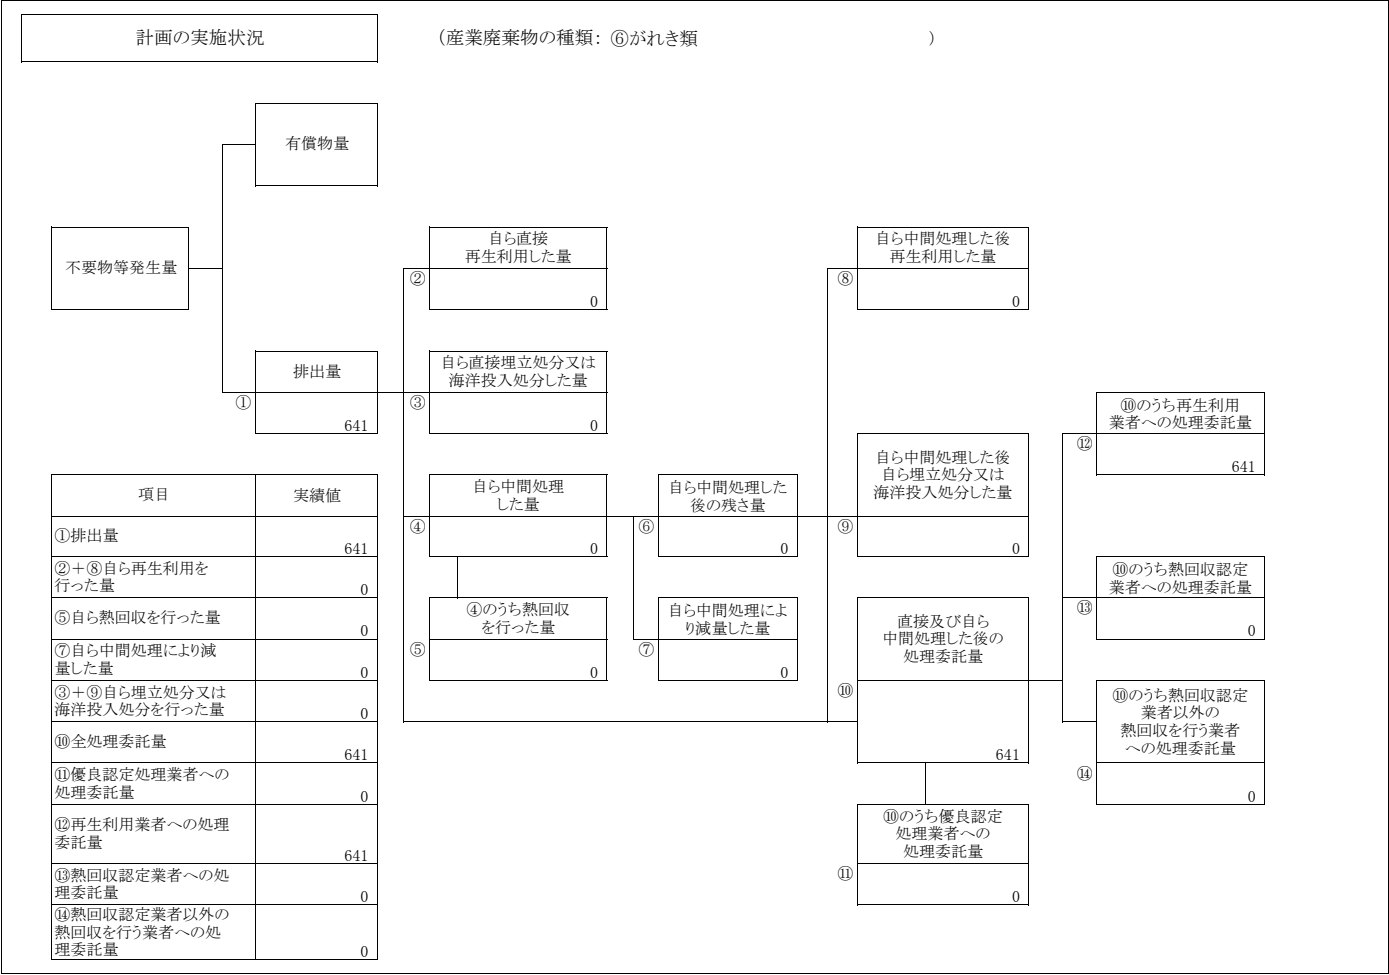 計画の実施状況
（産業廃棄物の種類：⑥がれき類　）
有償物量
不要物等発生量
自ら直接
再生利用した量
②
0
自ら中間処理した後
再生利用した量
⑧
0
排出量
①
641
自ら直接埋立処分又は
海洋投入処分した量
③
0
⑩のうち再生利用
業者への処理委託量
⑫
641
自ら中間処理した後
自ら埋立処分又は
海洋投入処分した量
⑨
0
自ら中間処理
した量
④
0
自ら中間処理した
後の残さ量
⑥
0
④のうち熱回収
を行った量
⑤
0
自ら中間処理によ
り減量した量
⑦
0
直接及び自ら
中間処理した後の
処理委託量
⑩
641
⑩のうち熱回収認定
業者への処理委託量
⑬
0
⑩のうち熱回収認定
業者以外の
熱回収を行う業者
への処理委託量
⑭
0
⑩のうち優良認定
処理業者への
処理委託量
⑪
0
項目 実績値
①排出量
641
②＋⑧自ら再生利用を
行った量
0
⑤自ら熱回収を行った量
0
⑦自ら中間処理により減
量した量
0
③＋⑨自ら埋立処分又は
海洋投入処分を行った量
0
⑩全処理委託量
641
⑪優良認定処理業者への
処理委託量
0
⑫再生利用業者への処理
委託量
641
⑬熱回収認定業者への処
理委託量
0
⑭熱回収認定業者以外の
熱回収を行う業者への処
理委託量
0